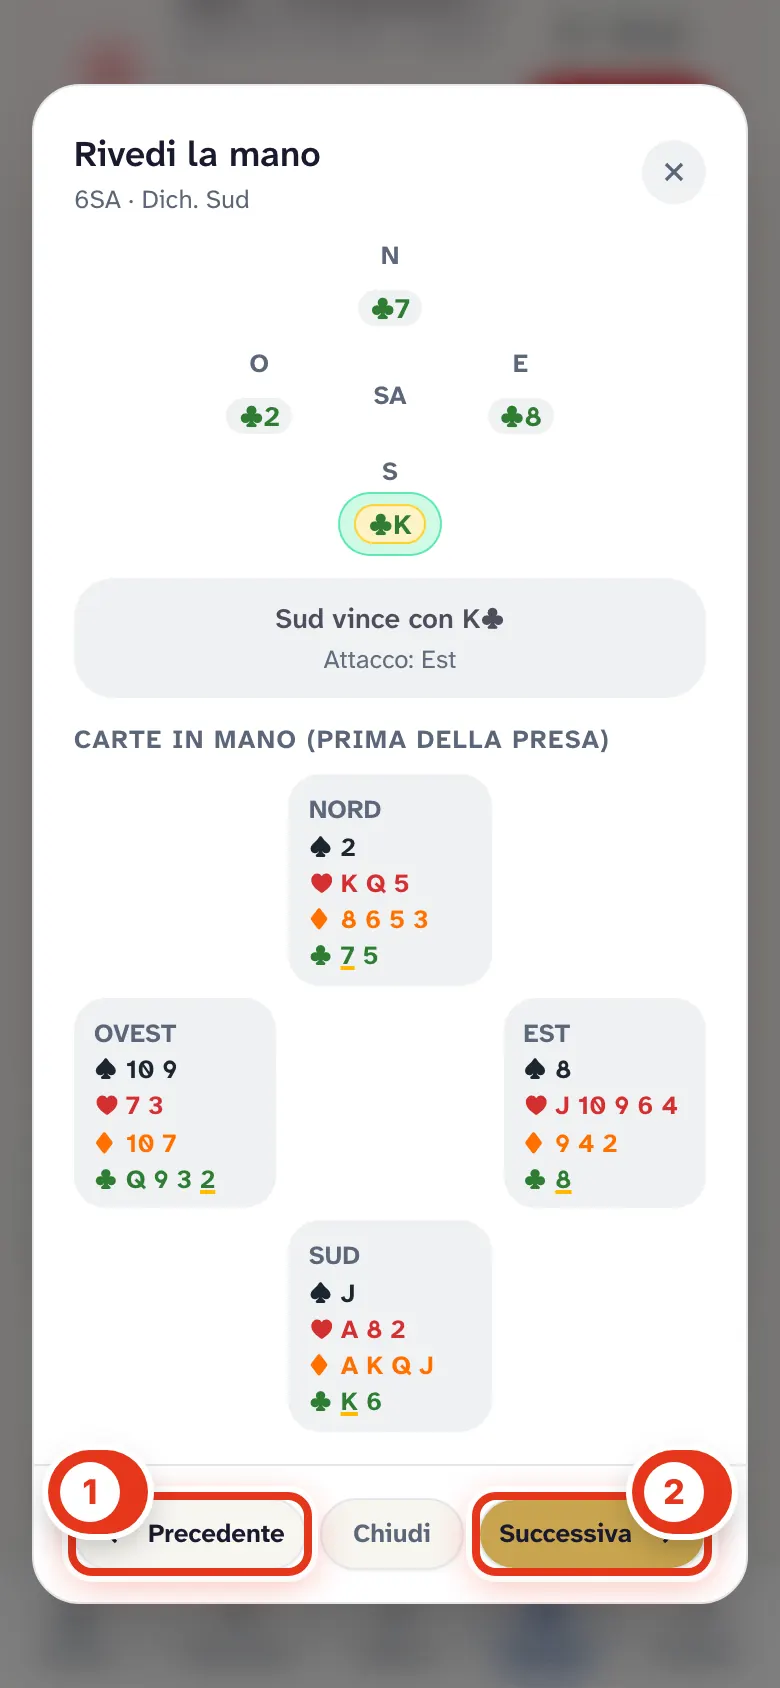 Rivedi la mano
6SA · Dich. Sud
N
♣7
O
E
SA
♣2
♣8
S
♣K
Sud vince con K♣
Attacco: Est
CARTE IN MANO (PRIMA DELLA PRESA)
NORD
♠ 2
♥ K Q 5
♦ 8 6 5 3
♣ 7 5
OVEST
♠ 10 9
♥ 7 3
♦ 10 7
♣ Q 9 3 2
EST
♠ 8
♥ J 10 9 6 4
♦ 9 4 2
♣ 8
SUD
♠ J
♥ A 8 2
♦ A K Q J
♣ K 6
1
2
Precedente
Chiudi
Successiva